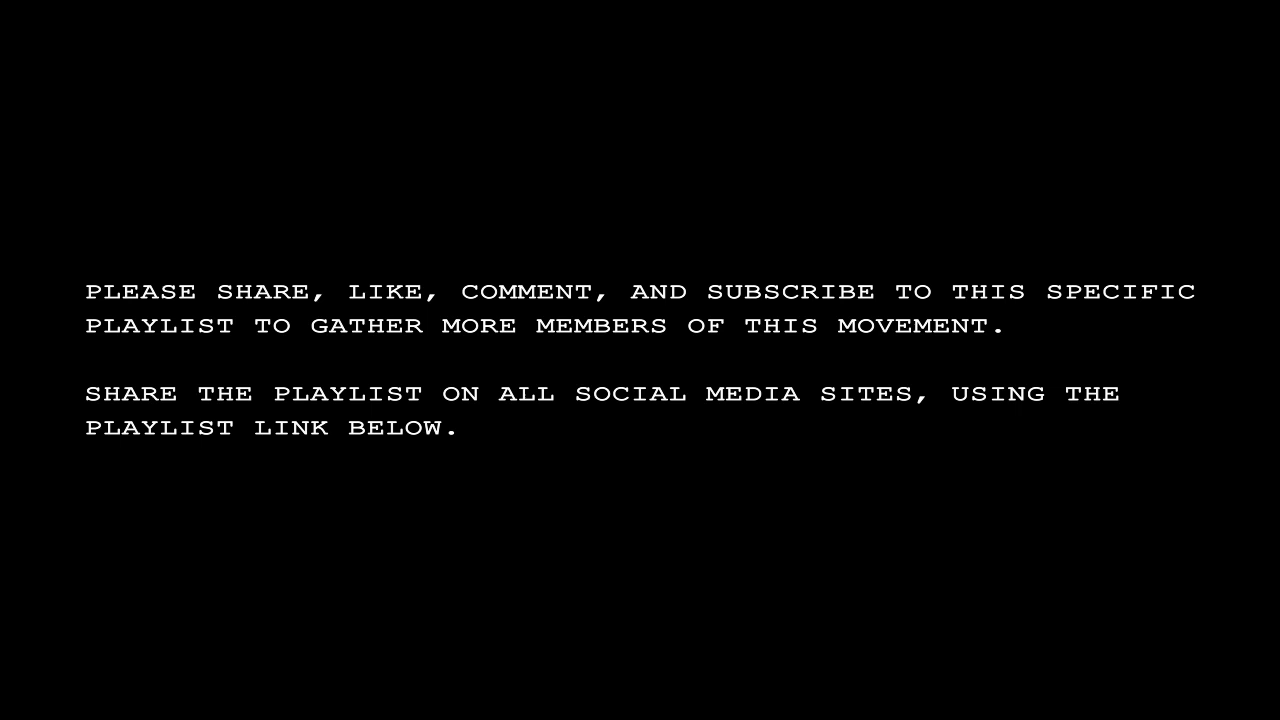 PLEASE SHARE, LIKE, COMMENT, AND SUBSCRIBE TO THIS SPECIFIC
PLAYLIST TO GATHER MORE MEMBERS OF THIS MOVEMENT.
SHARE THE PLAYLIST ON ALL SOCIAL MEDIA SITES, USING THE
PLAYLIST LINK BELOW.